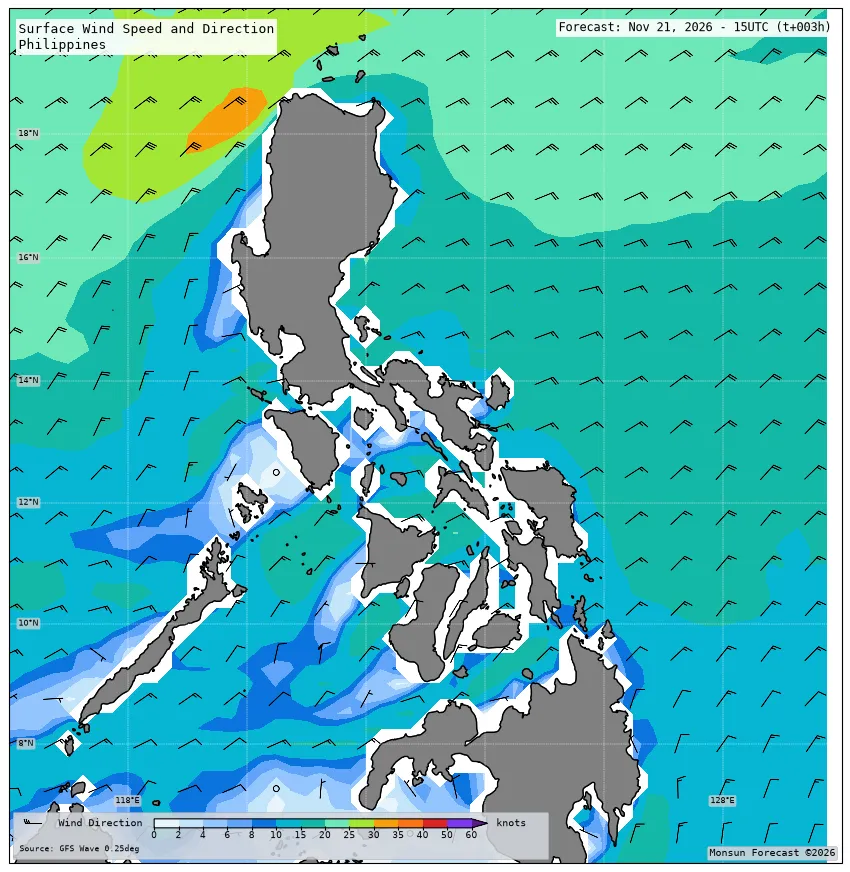 Surface Wind Speed and Direction
Philippines
Forecast: Nov 21, 2026 - 15UTC (t+003h)
18°N
16°N
14°N
12°N
10°N
8°N
118°E
128°E
Wind Direction
0 2 4 6 8 10 15 20 25 30 35 40 50 60
knots
Source: GFS Wave 0.25deg
Monsun Forecast ©2026